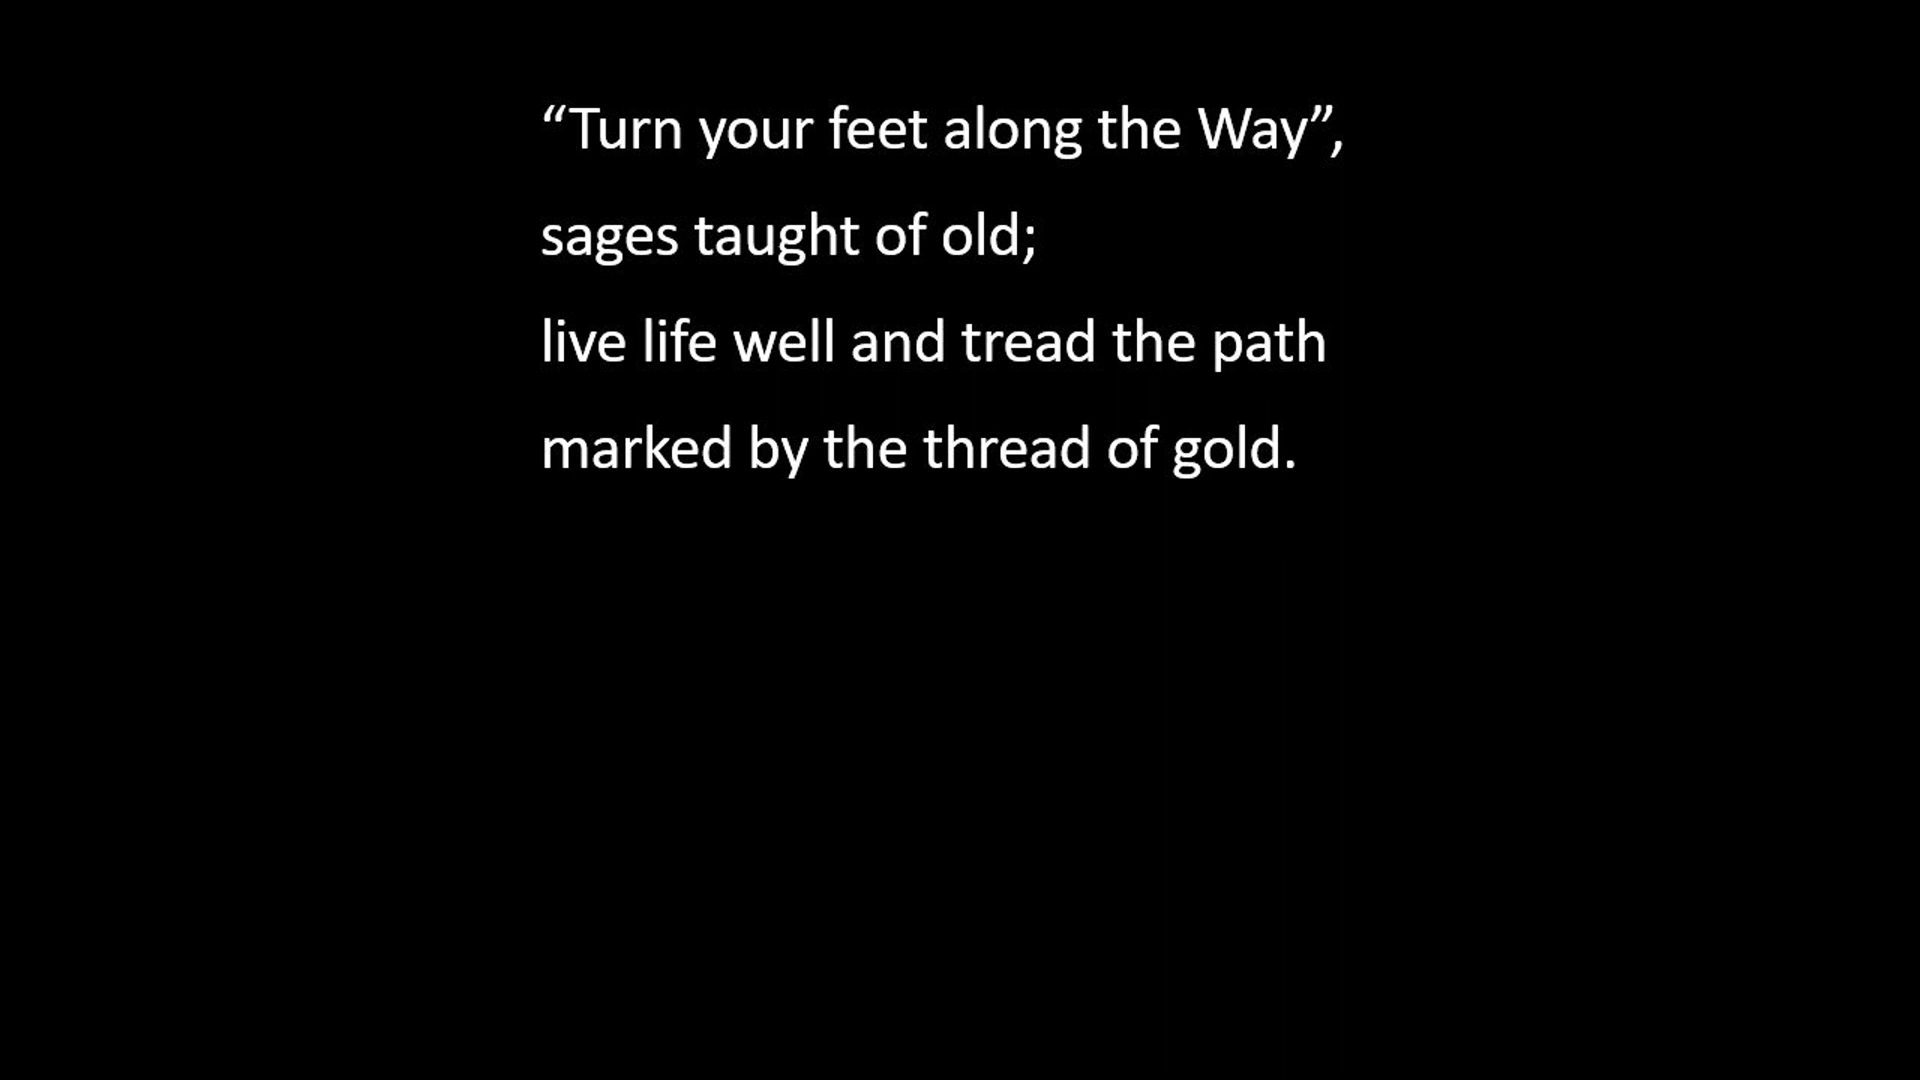 “Turn your feet along the Way”,
sages taught of old;
live life well and tread the path
marked by the thread of gold.